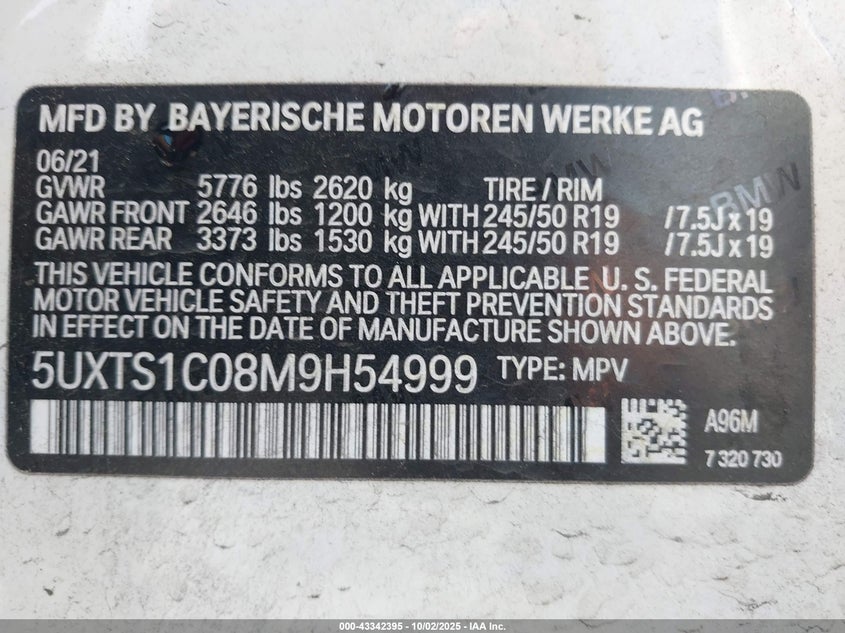 MFD BY BAYERISCHE MOTOREN WERKE AG
06/21
GVWR 5776 lbs 2620 kg TIRE / RIM
GAWR FRONT 2646 lbs 1200 kg WITH 245/50 R19 /7.5J x 19
GAWR REAR 3373 lbs 1530 kg WITH 245/50 R19 /7.5J x 19
THIS VEHICLE CONFORMS TO ALL APPLICABLE U. S. FEDERAL
MOTOR VEHICLE SAFETY AND THEFT PREVENTION STANDARDS
IN EFFECT ON THE DATE OF MANUFACTURE SHOWN ABOVE.
5UXTS1C08M9H54999 TYPE: MPV
A96M
7 320 730
BMW
BMW
BMW
000-43342395 - 10/02/2025 - IAA Inc.